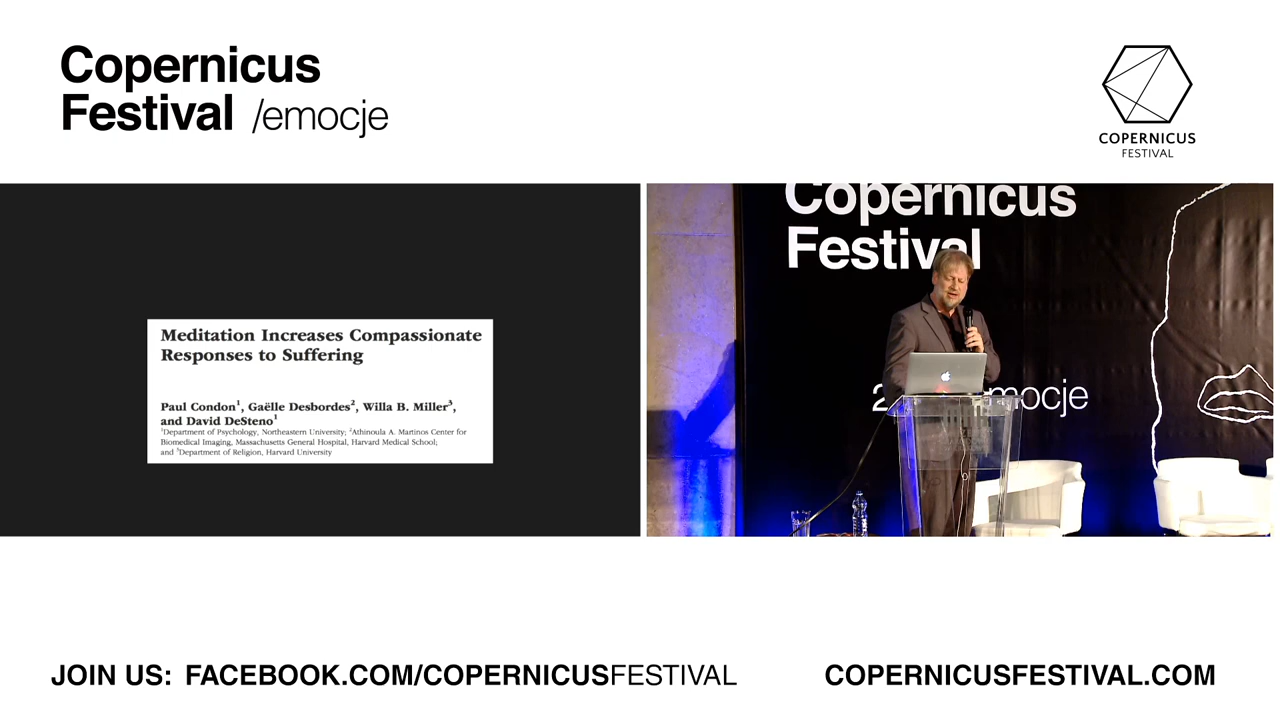 Copernicus
Festival /emocje
COPERNICUS
FESTIVAL
Meditation Increases Compassionate
Responses to Suffering
Paul Condon¹, Gaëlle Desbordes², Willa B. Miller³,
and David DeSteno¹
¹Department of Psychology, Northeastern University; ²Athinoula A. Martinos Center for
Biomedical Imaging, Massachusetts General Hospital, Harvard Medical School;
and ³Department of Religion, Harvard University
Copernicus
Festival
JOIN US: FACEBOOK.COM/COPERNICUSFESTIVAL
COPERNICUSFESTIVAL.COM